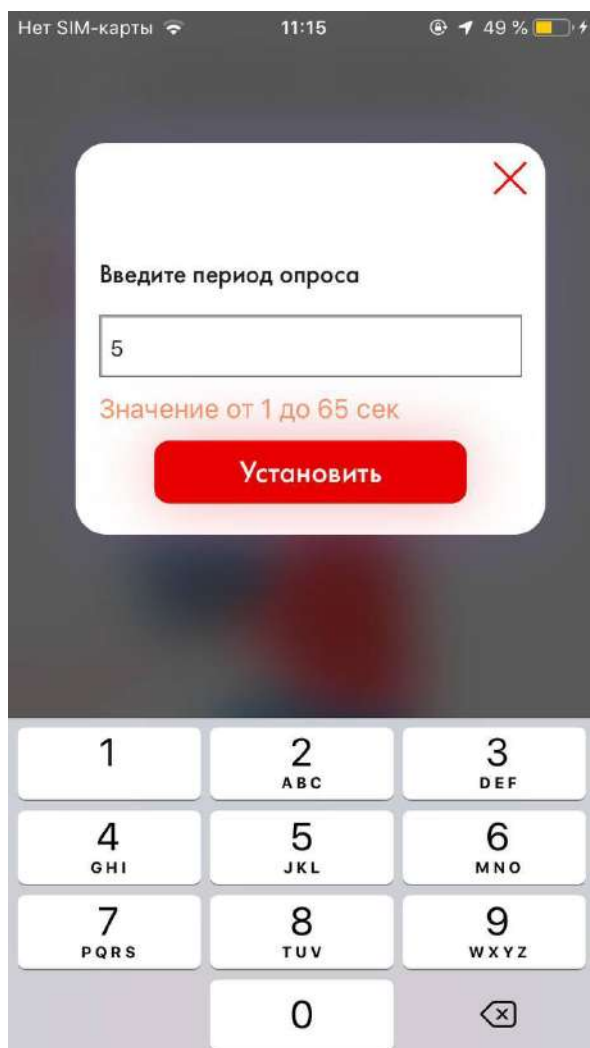 Нет SIM-карты 11:15 49 %
Введите период опроса
5
Значение от 1 до 65 сек
Установить
1 2 3
ABC DEF
4 5 6
GHI JKL MNO
7 8 9
PQRS TUV WXYZ
0